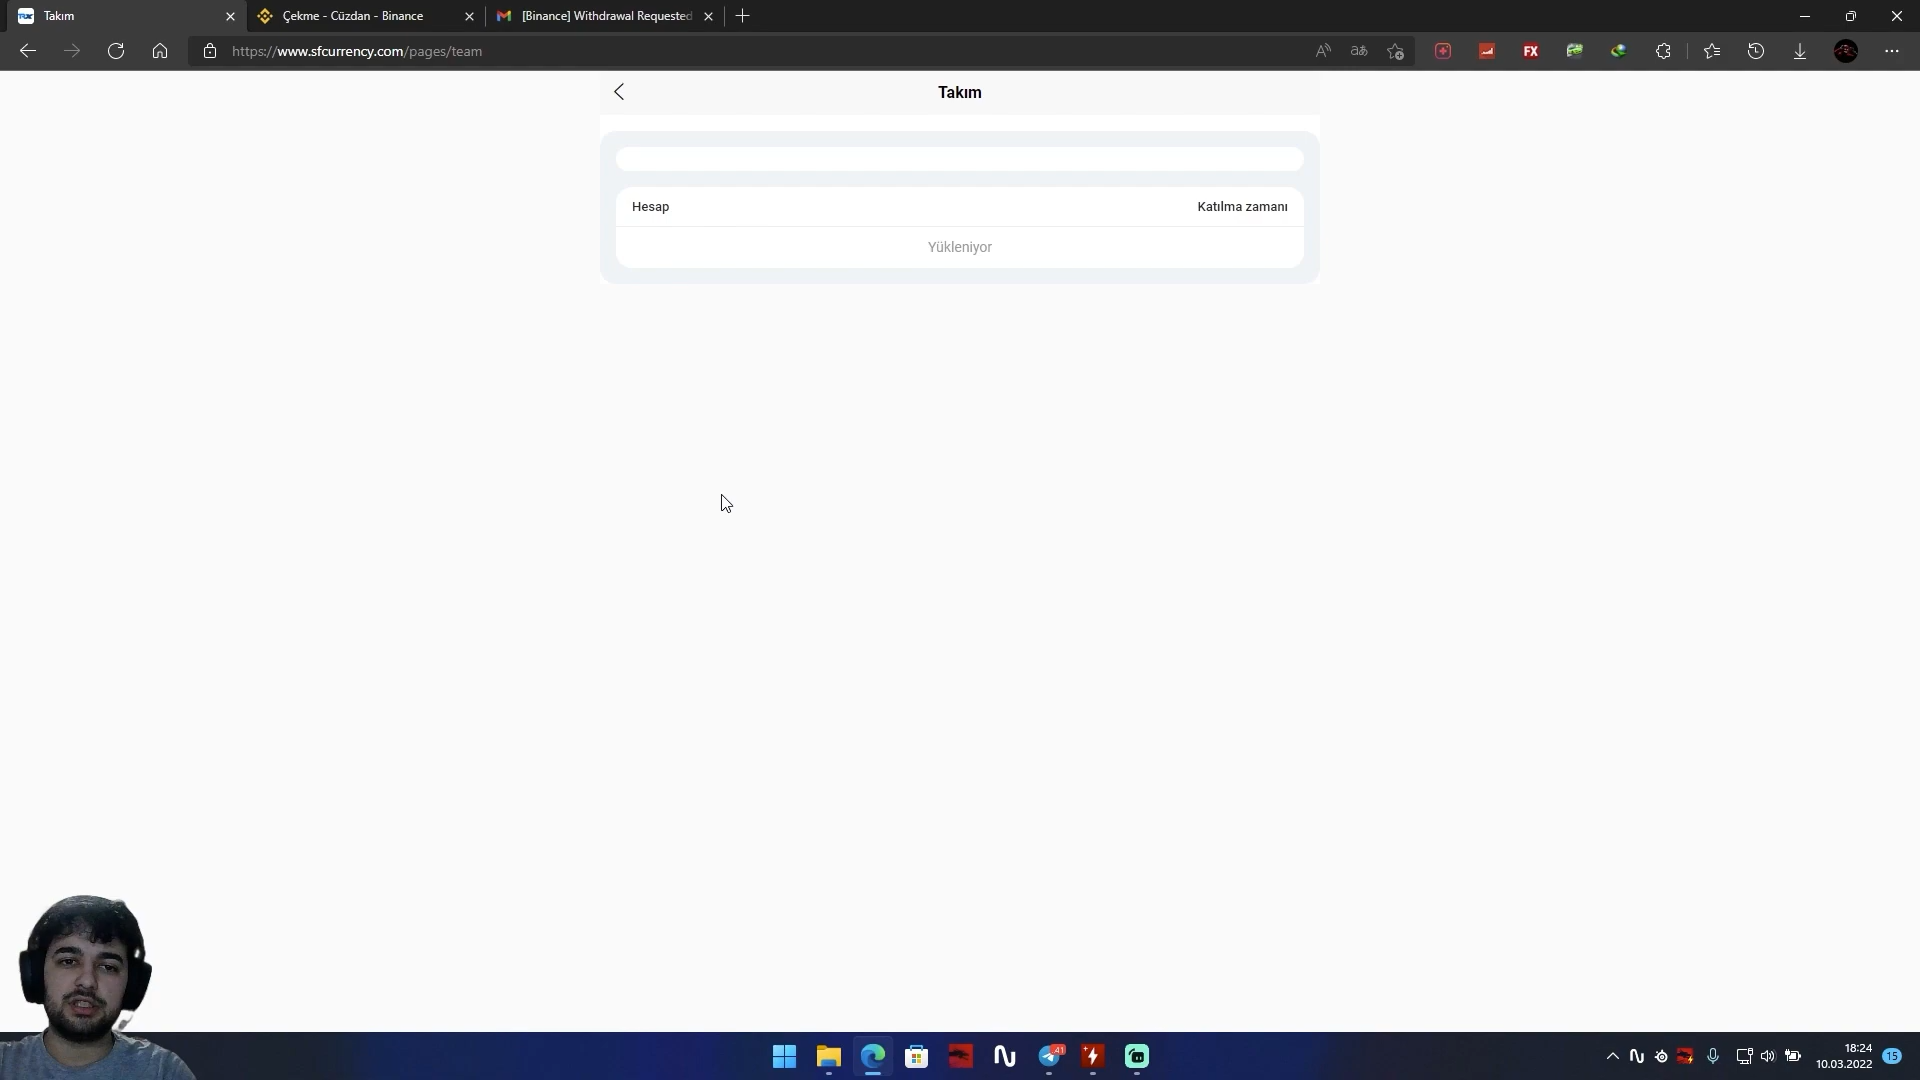 Takım
Çekme - Cüzdan - Binance
[Binance] Withdrawal Requested
https://www.sfcurrency.com/pages/team
FX
Takım
Hesap
Katılma zamanı
Yükleniyor
41
18:24
10.03.2022
15